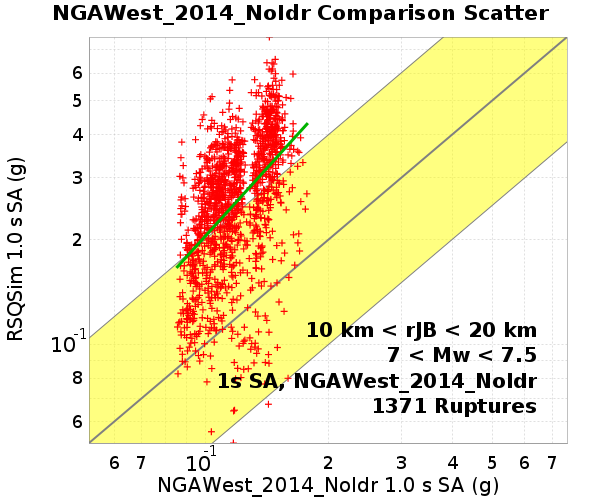 NGAWest_2014_NoIdr Comparison Scatter
RSQSim 1.0 s SA (g)
6
5
4
3
2
10-1
8
6
10 km < rJB < 20 km
7 < Mw < 7.5
1s SA, NGAWest_2014_NoIdr
1371 Ruptures
6 7 10-1 2 3 4 5 6 7
NGAWest_2014_NoIdr 1.0 s SA (g)